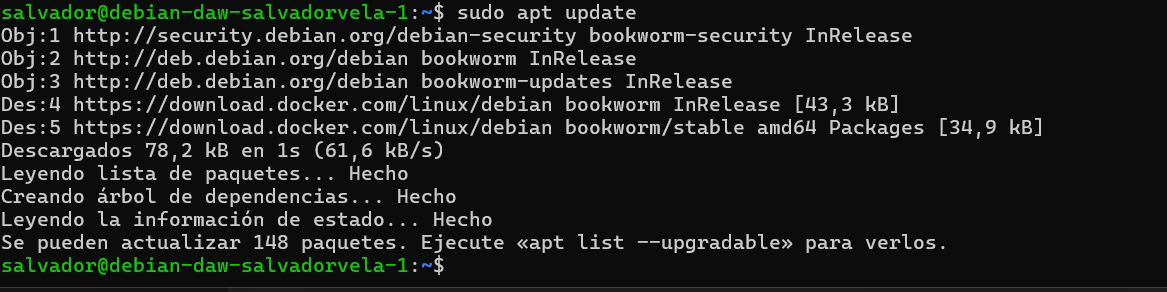 salvador@debian-daw-salvadorvela-1:~$ sudo apt update
Obj:1 http://security.debian.org/debian-security bookworm-security InRelease
Obj:2 http://deb.debian.org/debian bookworm InRelease
Obj:3 http://deb.debian.org/debian bookworm-updates InRelease
Des:4 https://download.docker.com/linux/debian bookworm InRelease [43,3 kB]
Des:5 https://download.docker.com/linux/debian bookworm/stable amd64 Packages [34,9 kB]
Descargados 78,2 kB en 1s (61,6 kB/s)
Leyendo lista de paquetes... Hecho
Creando árbol de dependencias... Hecho
Leyendo la información de estado... Hecho
Se pueden actualizar 148 paquetes. Ejecute «apt list --upgradable» para verlos.
salvador@debian-daw-salvadorvela-1:~$